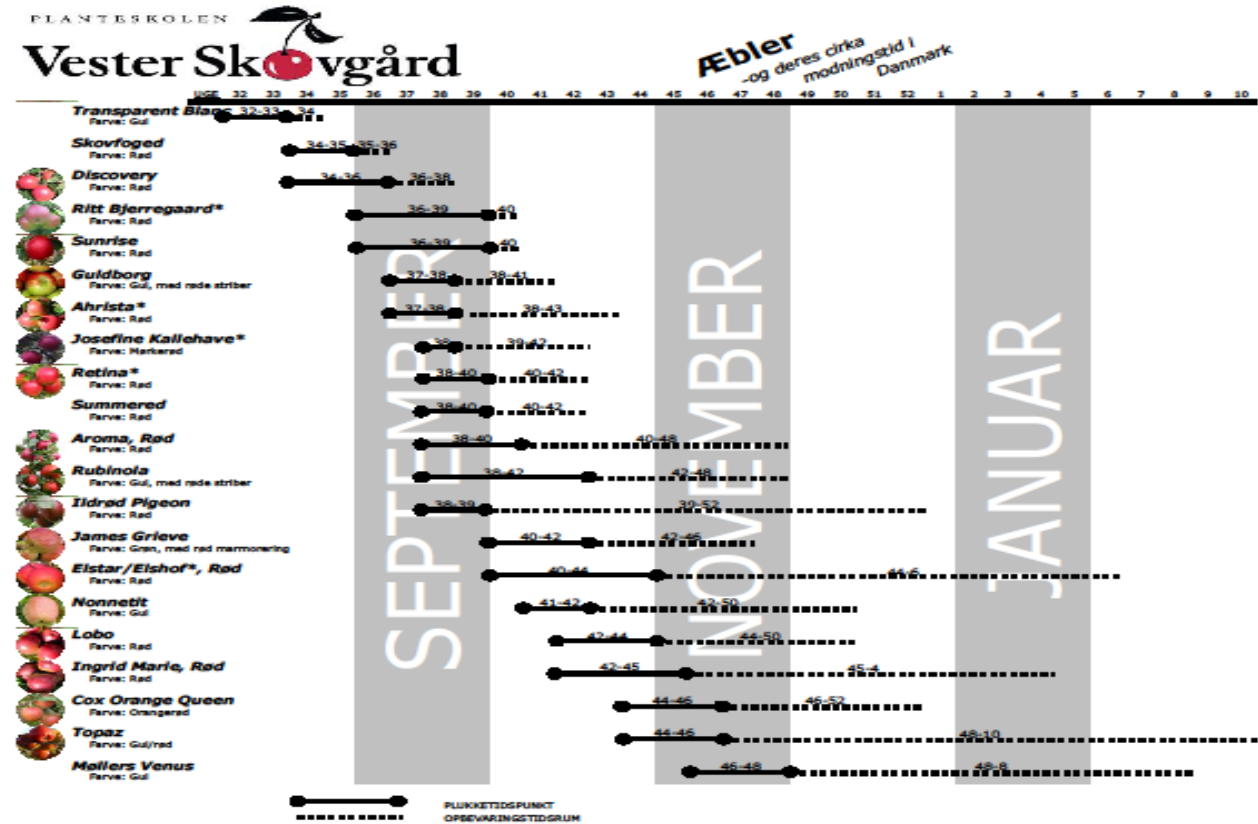 PLANTESKOLEN
Vester Skovgård
Æbler
-og deres cirka
modningstid i
Danmark
UGE 32 33 34 35 36 37 38 39 40 41 42 43 44 45 46 47 48 49 50 51 52 1 2 3 4 5 6 7 8 9 10
Transparent Blanc 32-33 34
Farve: Gul
Skovfoged 34-35 35-36
Farve: Rød
Discovery 34-36 36-38
Farve: Rød
Ritt Bjerregaard* 36-39 40
Farve: Rød
Sunrise 36-39 40
Farve: Rød
Guldborg 37-38 38-41
Farve: Gul, med røde striber
Ahrista* 37-38 38-43
Farve: Rød
Josefine Kallehave* 38 39-42
Farve: Mørkerød
Retina* 38-40 40-42
Farve: Rød
Summered 38-40 40-42
Farve: Rød
Aroma, Rød 38-40 40-48
Farve: Rød
Rubinola 38-42 42-48
Farve: Gul, med røde striber
Ildrød Pigeon 38-39 39-52
Farve: Rød
James Grieve 40-42 42-46
Farve: Grøn, med rød marmorering
Elstar/Elshof*, Rød 40-44 44-6
Farve: Rød
Nonnetit 41-42 42-50
Farve: Gul
Lobo 42-44 44-50
Farve: Rød
Ingrid Marie, Rød 42-45 45-4
Farve: Rød
Cox Orange Queen 44-46 46-52
Farve: Orangerød
Topaz 44-46 48-10
Farve: Gul/rød
Møllers Venus 46-48 48-8
Farve: Gul
SEPTEMBER
NOVEMBER
JANUAR
PLUKKETIDSPUNKT
OPBEVARINGSTIDSRUM